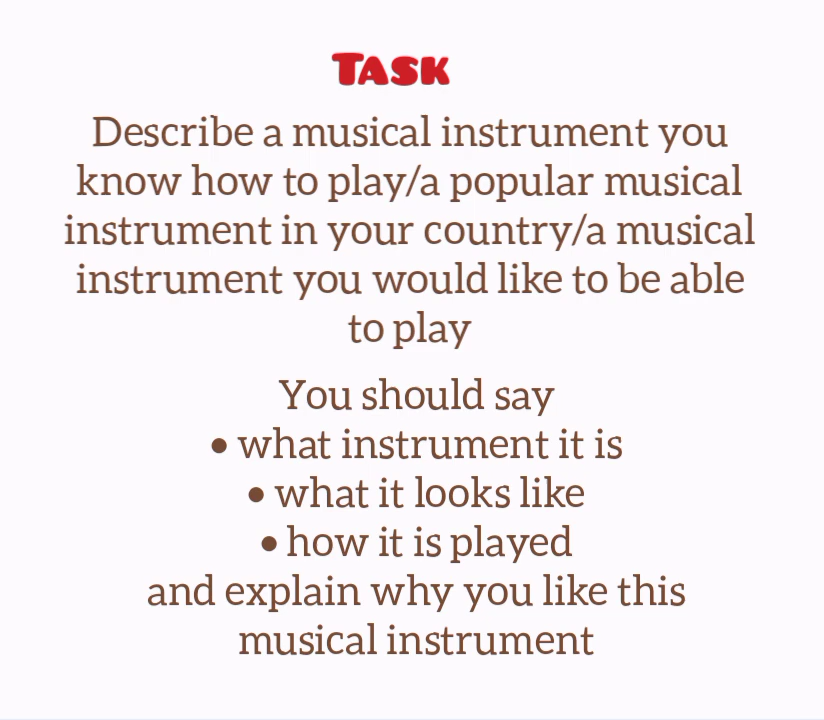 Task
Describe a musical instrument you
know how to play/a popular musical
instrument in your country/a musical
instrument you would like to be able
to play
You should say
• what instrument it is
• what it looks like
• how it is played
and explain why you like this
musical instrument